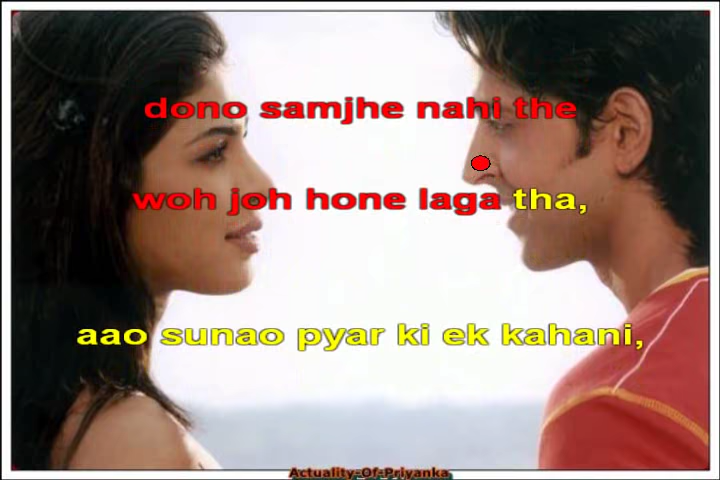 dono samjhe nahi the
woh joh hone laga tha,
aao sunao pyar ki ek kahani,
Actuality-Of-Priyanka